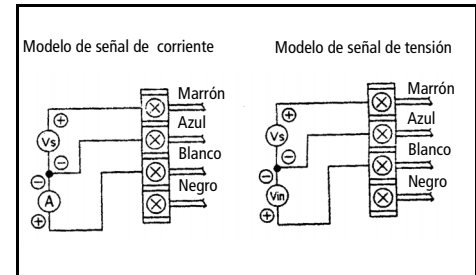 Modelo de señal de corriente
Marrón
Azul
Blanco
Negro
Vs
A
Modelo de señal de tensión
Marrón
Azul
Blanco
Negro
Vs
Vin